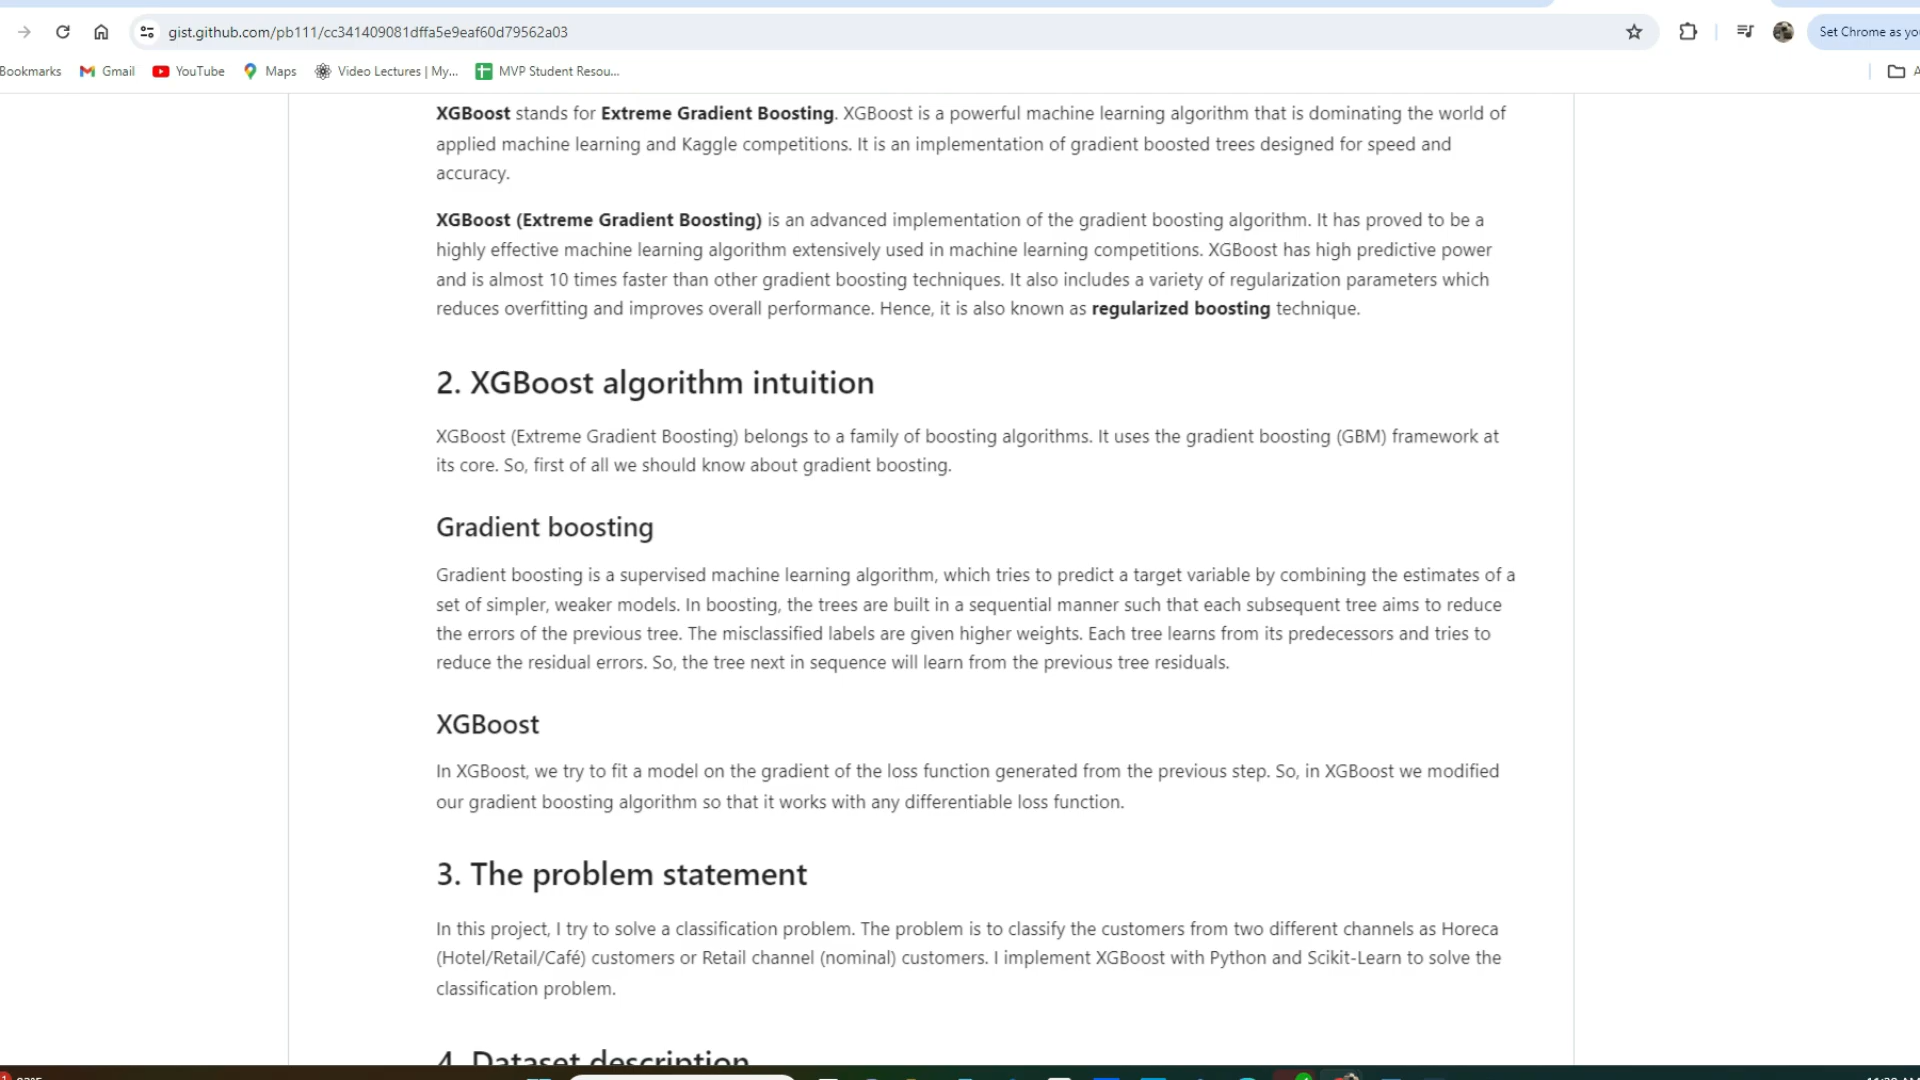 gist.github.com/pb111/cc341409081dffa5e9eaf60d79562a03
Set Chrome as
Bookmarks Gmail YouTube Maps Video Lectures | My... MVP Student Resou...
XGBoost stands for Extreme Gradient Boosting. XGBoost is a powerful machine learning algorithm that is dominating the world of
applied machine learning and Kaggle competitions. It is an implementation of gradient boosted trees designed for speed and
accuracy.
XGBoost (Extreme Gradient Boosting) is an advanced implementation of the gradient boosting algorithm. It has proved to be a
highly effective machine learning algorithm extensively used in machine learning competitions. XGBoost has high predictive power
and is almost 10 times faster than other gradient boosting techniques. It also includes a variety of regularization parameters which
reduces overfitting and improves overall performance. Hence, it is also known as regularized boosting technique.
2. XGBoost algorithm intuition
XGBoost (Extreme Gradient Boosting) belongs to a family of boosting algorithms. It uses the gradient boosting (GBM) framework at
its core. So, first of all we should know about gradient boosting.
Gradient boosting
Gradient boosting is a supervised machine learning algorithm, which tries to predict a target variable by combining the estimates of a
set of simpler, weaker models. In boosting, the trees are built in a sequential manner such that each subsequent tree aims to reduce
the errors of the previous tree. The misclassified labels are given higher weights. Each tree learns from its predecessors and tries to
reduce the residual errors. So, the tree next in sequence will learn from the previous tree residuals.
XGBoost
In XGBoost, we try to fit a model on the gradient of the loss function generated from the previous step. So, in XGBoost we modified
our gradient boosting algorithm so that it works with any differentiable loss function.
3. The problem statement
In this project, I try to solve a classification problem. The problem is to classify the customers from two different channels as Horeca
(Hotel/Retail/Café) customers or Retail channel (nominal) customers. I implement XGBoost with Python and Scikit-Learn to solve the
classification problem.
4. Dataset description